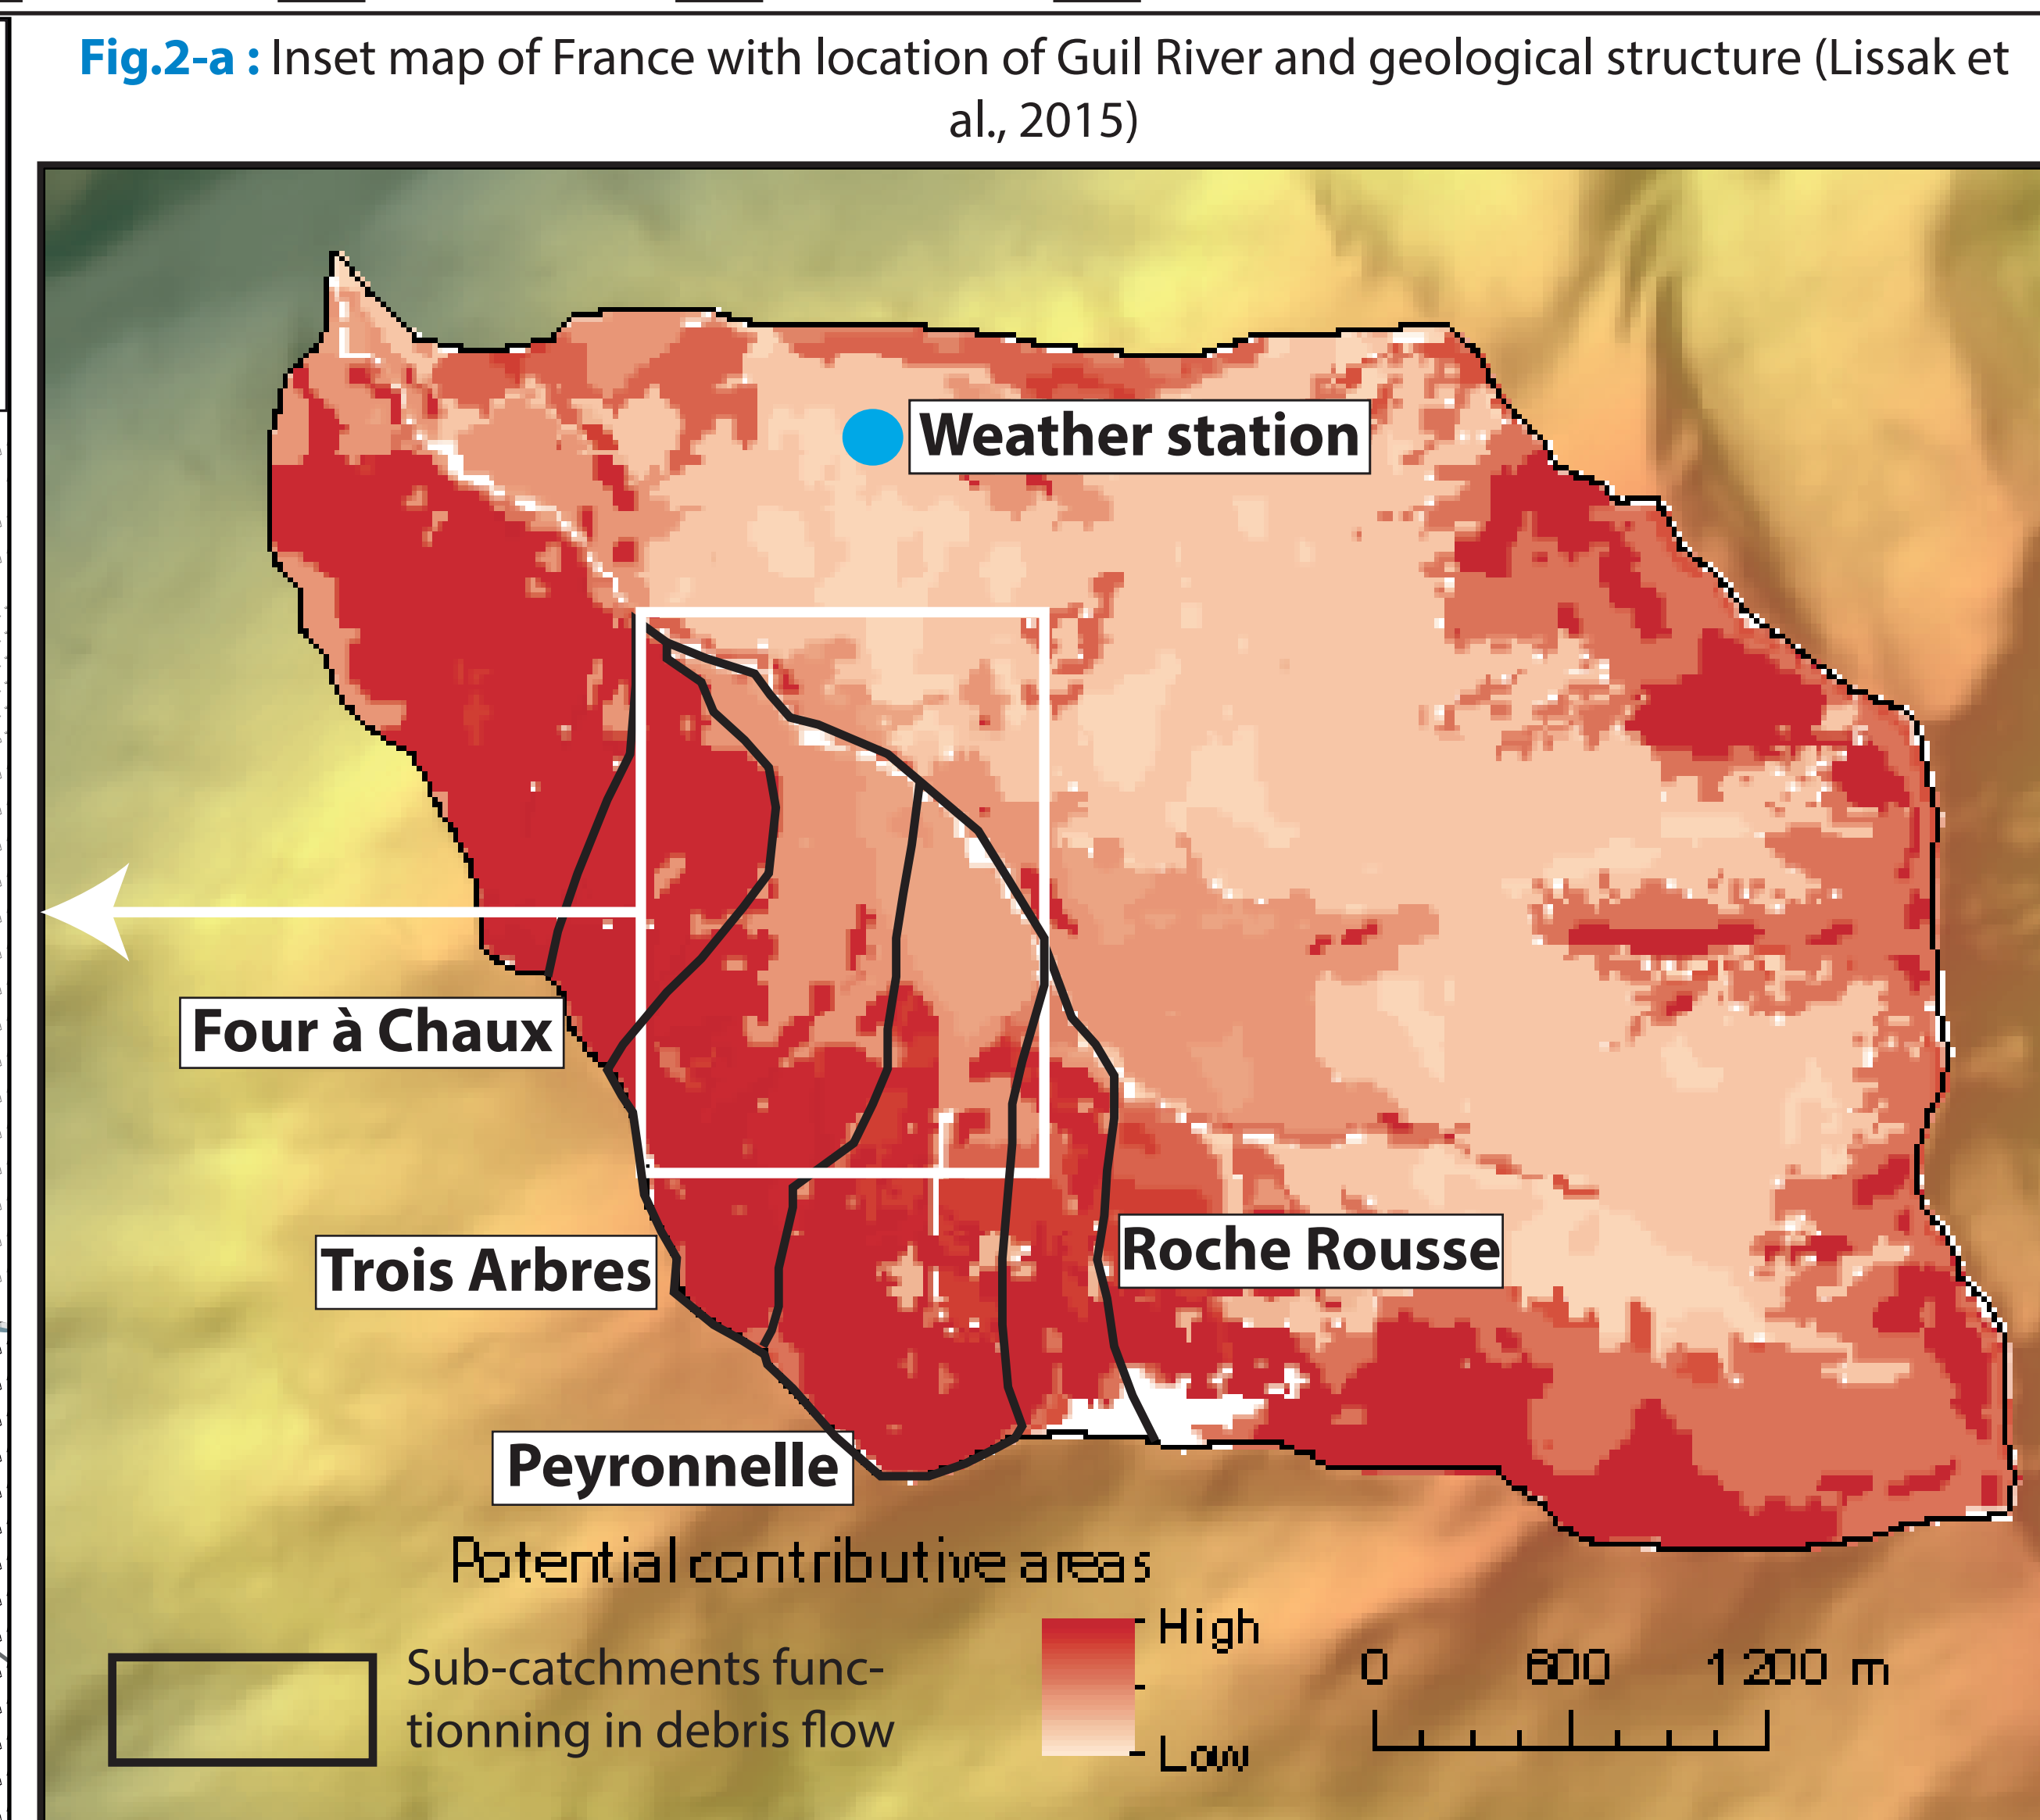 Fig.2-a : Inset map of France with location of Guil River and geological structure (Lissak et
al., 2015)
Weather station
Four à Chaux
Trois Arbres
Roche Rousse
Peyronnelle
Potential contributive areas
High
Low
Sub-catchments func-
tionning in debris flow
0 600 1 200 m